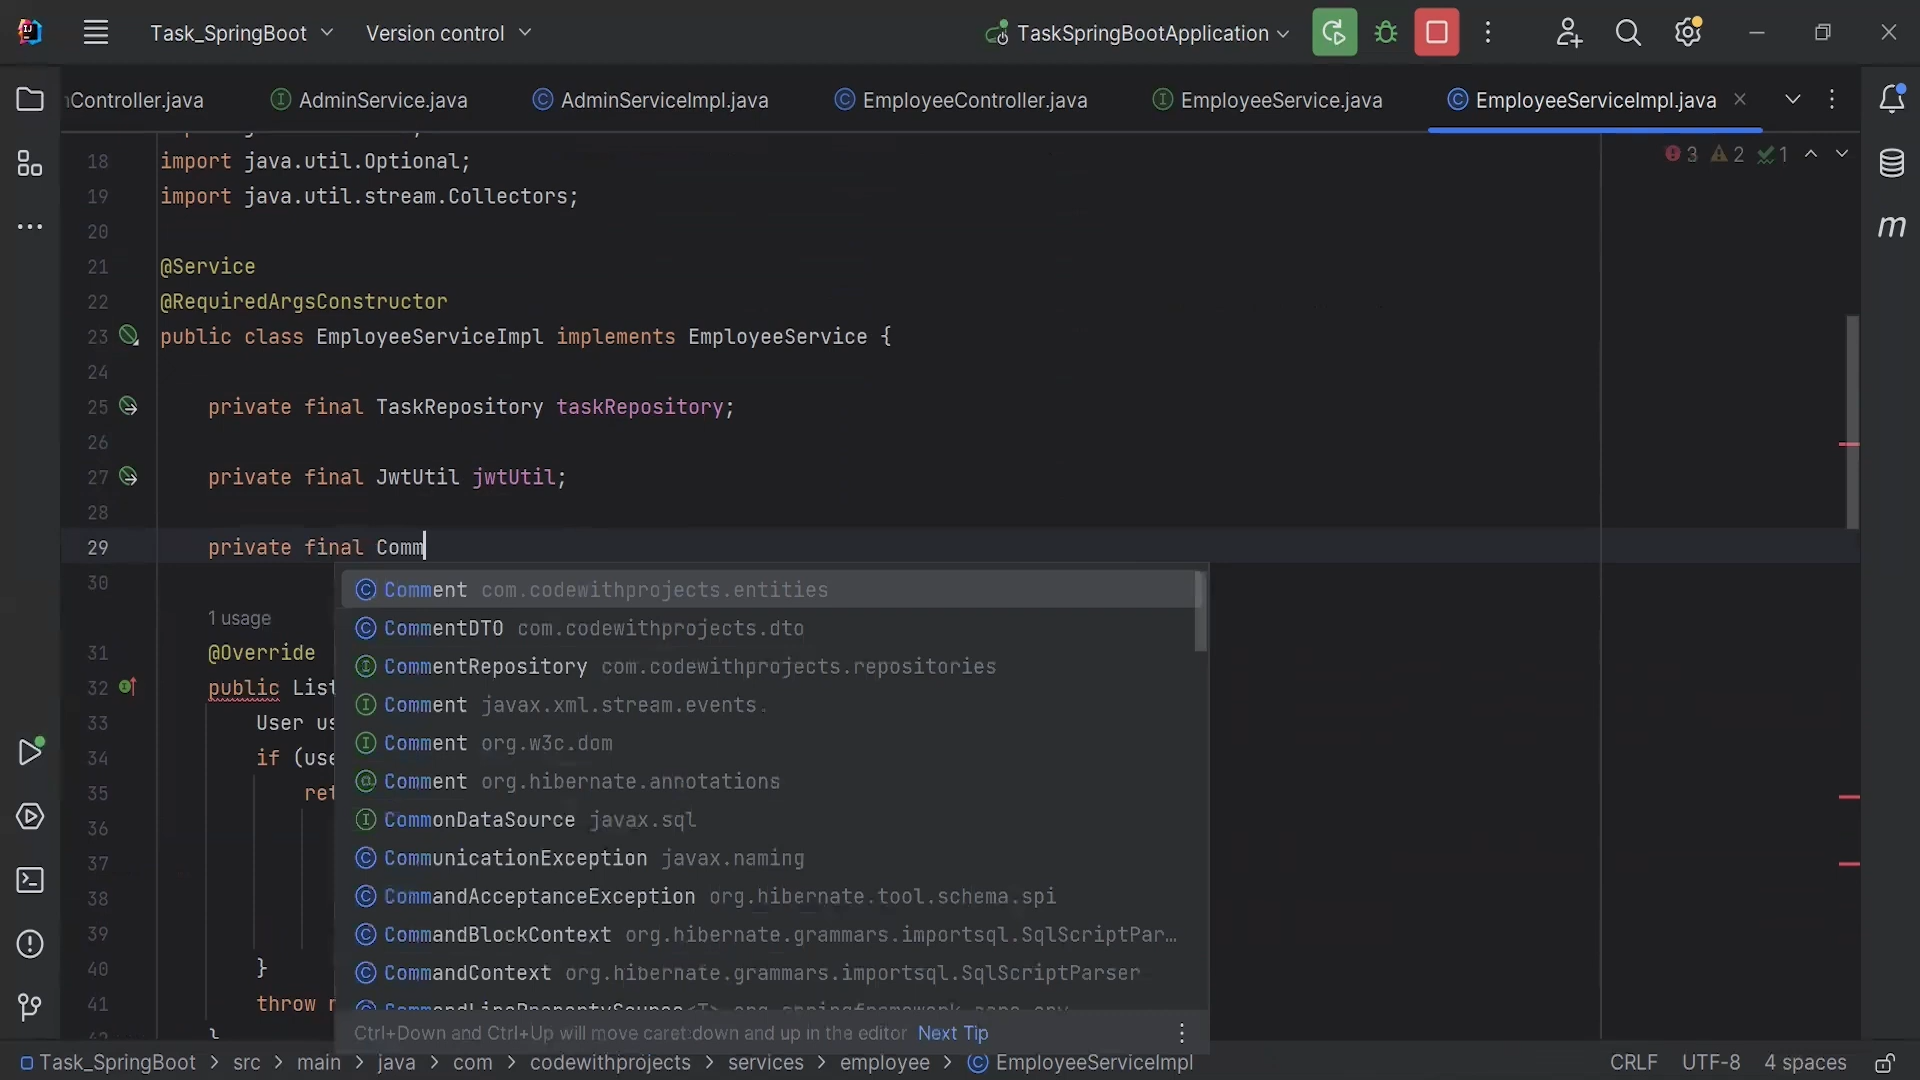 Task_SpringBoot
Version control
TaskSpringBootApplication
Controller.java
AdminService.java
AdminServiceImpl.java
EmployeeController.java
EmployeeService.java
EmployeeServiceImpl.java
3 2 1
18 import java.util.Optional;
19 import java.util.stream.Collectors;
20
21 @Service
22 @RequiredArgsConstructor
23 public class EmployeeServiceImpl implements EmployeeService {
24
25 private final TaskRepository taskRepository;
26
27 private final JwtUtil jwtUtil;
28
29 private final Comm
30
1 usage
31 @Override
32 public List
33 User us
34 if (use
35 ret
36
37
38
39
40 }
41 throw
}
Comment com.codewithprojects.entities
CommentDTO com.codewithprojects.dto
CommentRepository com.codewithprojects.repositories
Comment javax.xml.stream.events.
Comment org.w3c.dom
Comment org.hibernate.annotations
CommonDataSource javax.sql
CommunicationException javax.naming
CommandAcceptanceException org.hibernate.tool.schema.spi
CommandBlockContext org.hibernate.grammars.importsql.SqlScriptPar...
CommandContext org.hibernate.grammars.importsql.SqlScriptParser
Ctrl+Down and Ctrl+Up will move caret down and up in the editor Next Tip
Task_SpringBoot > src > main > java > com > codewithprojects > services > employee > EmployeeServiceImpl
CRLF UTF-8 4 spaces